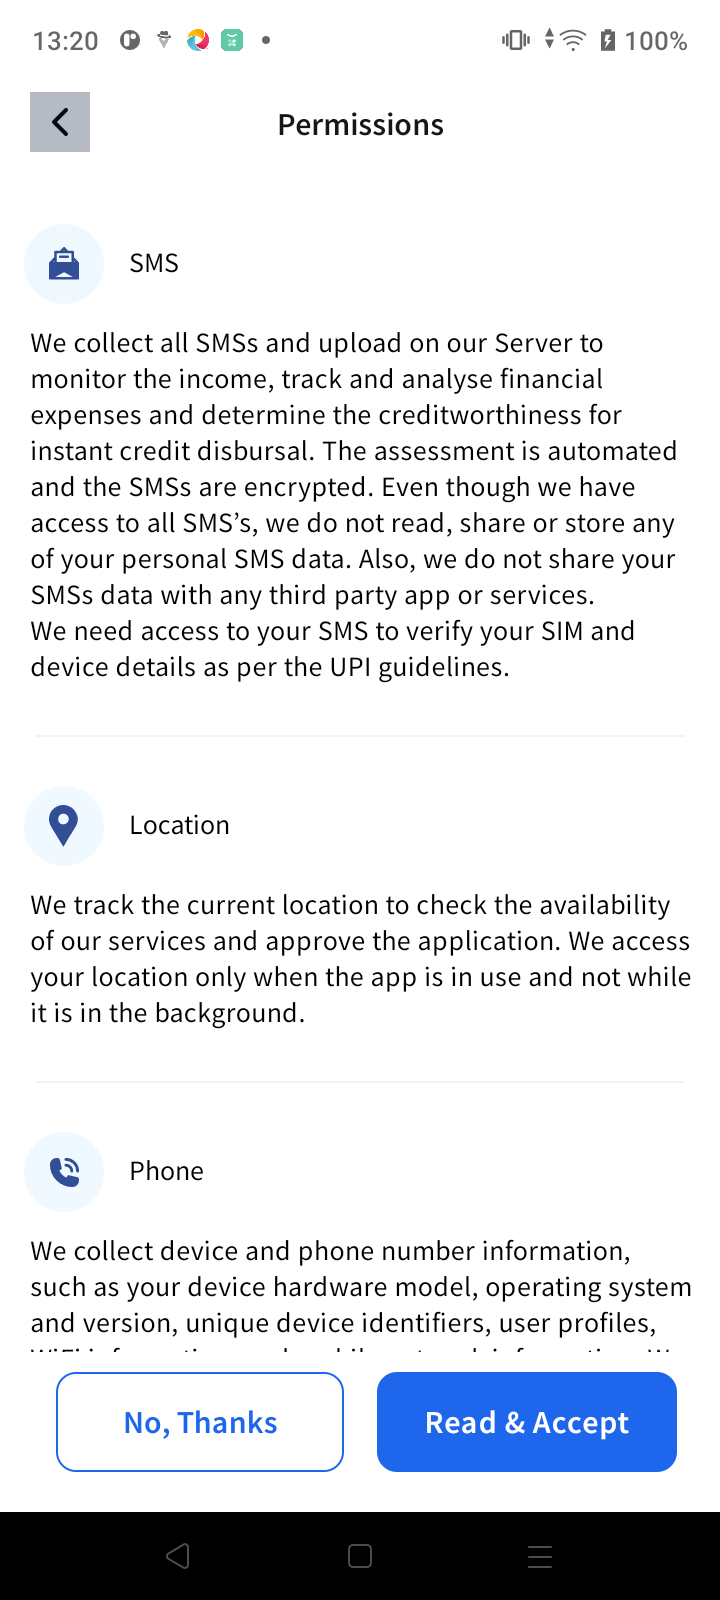 13:20
100%
Permissions
SMS
We collect all SMSs and upload on our Server to
monitor the income, track and analyse financial
expenses and determine the creditworthiness for
instant credit disbursal. The assessment is automated
and the SMSs are encrypted. Even though we have
access to all SMS’s, we do not read, share or store any
of your personal SMS data. Also, we do not share your
SMSs data with any third party app or services.
We need access to your SMS to verify your SIM and
device details as per the UPI guidelines.
Location
We track the current location to check the availability
of our services and approve the application. We access
your location only when the app is in use and not while
it is in the background.
Phone
We collect device and phone number information,
such as your device hardware model, operating system
and version, unique device identifiers, user profiles,
No, Thanks
Read & Accept